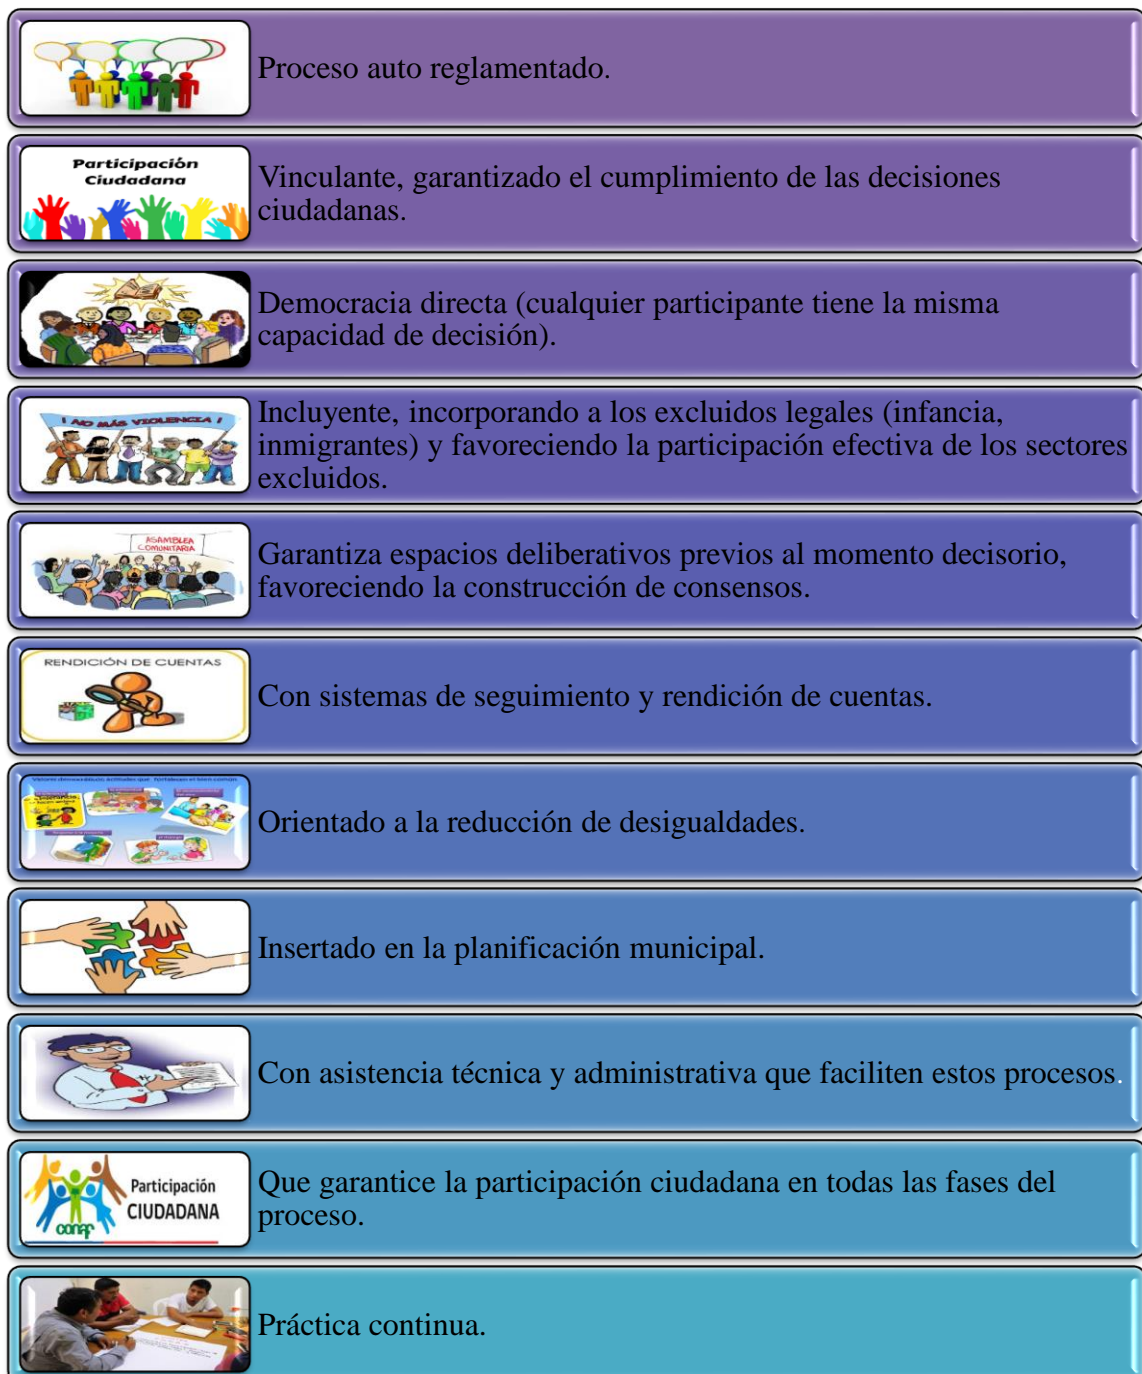 Proceso auto reglamentado.
Participación
Ciudadana
Vinculante, garantizado el cumplimiento de las decisiones
ciudadanas.
Democracia directa (cualquier participante tiene la misma
capacidad de decisión).
¡ NO MÁS VIOLENCIA !
Incluyente, incorporando a los excluidos legales (infancia,
inmigrantes) y favoreciendo la participación efectiva de los sectores
excluidos.
ASAMBLEA
COMUNITARIA
Garantiza espacios deliberativos previos al momento decisorio,
favoreciendo la construcción de consensos.
RENDICIÓN DE CUENTAS
Con sistemas de seguimiento y rendición de cuentas.
Orientado a la reducción de desigualdades.
Insertado en la planificación municipal.
Con asistencia técnica y administrativa que faciliten estos procesos.
Participación
CIUDADANA
CONAF
Que garantice la participación ciudadana en todas las fases del
proceso.
Práctica continua.